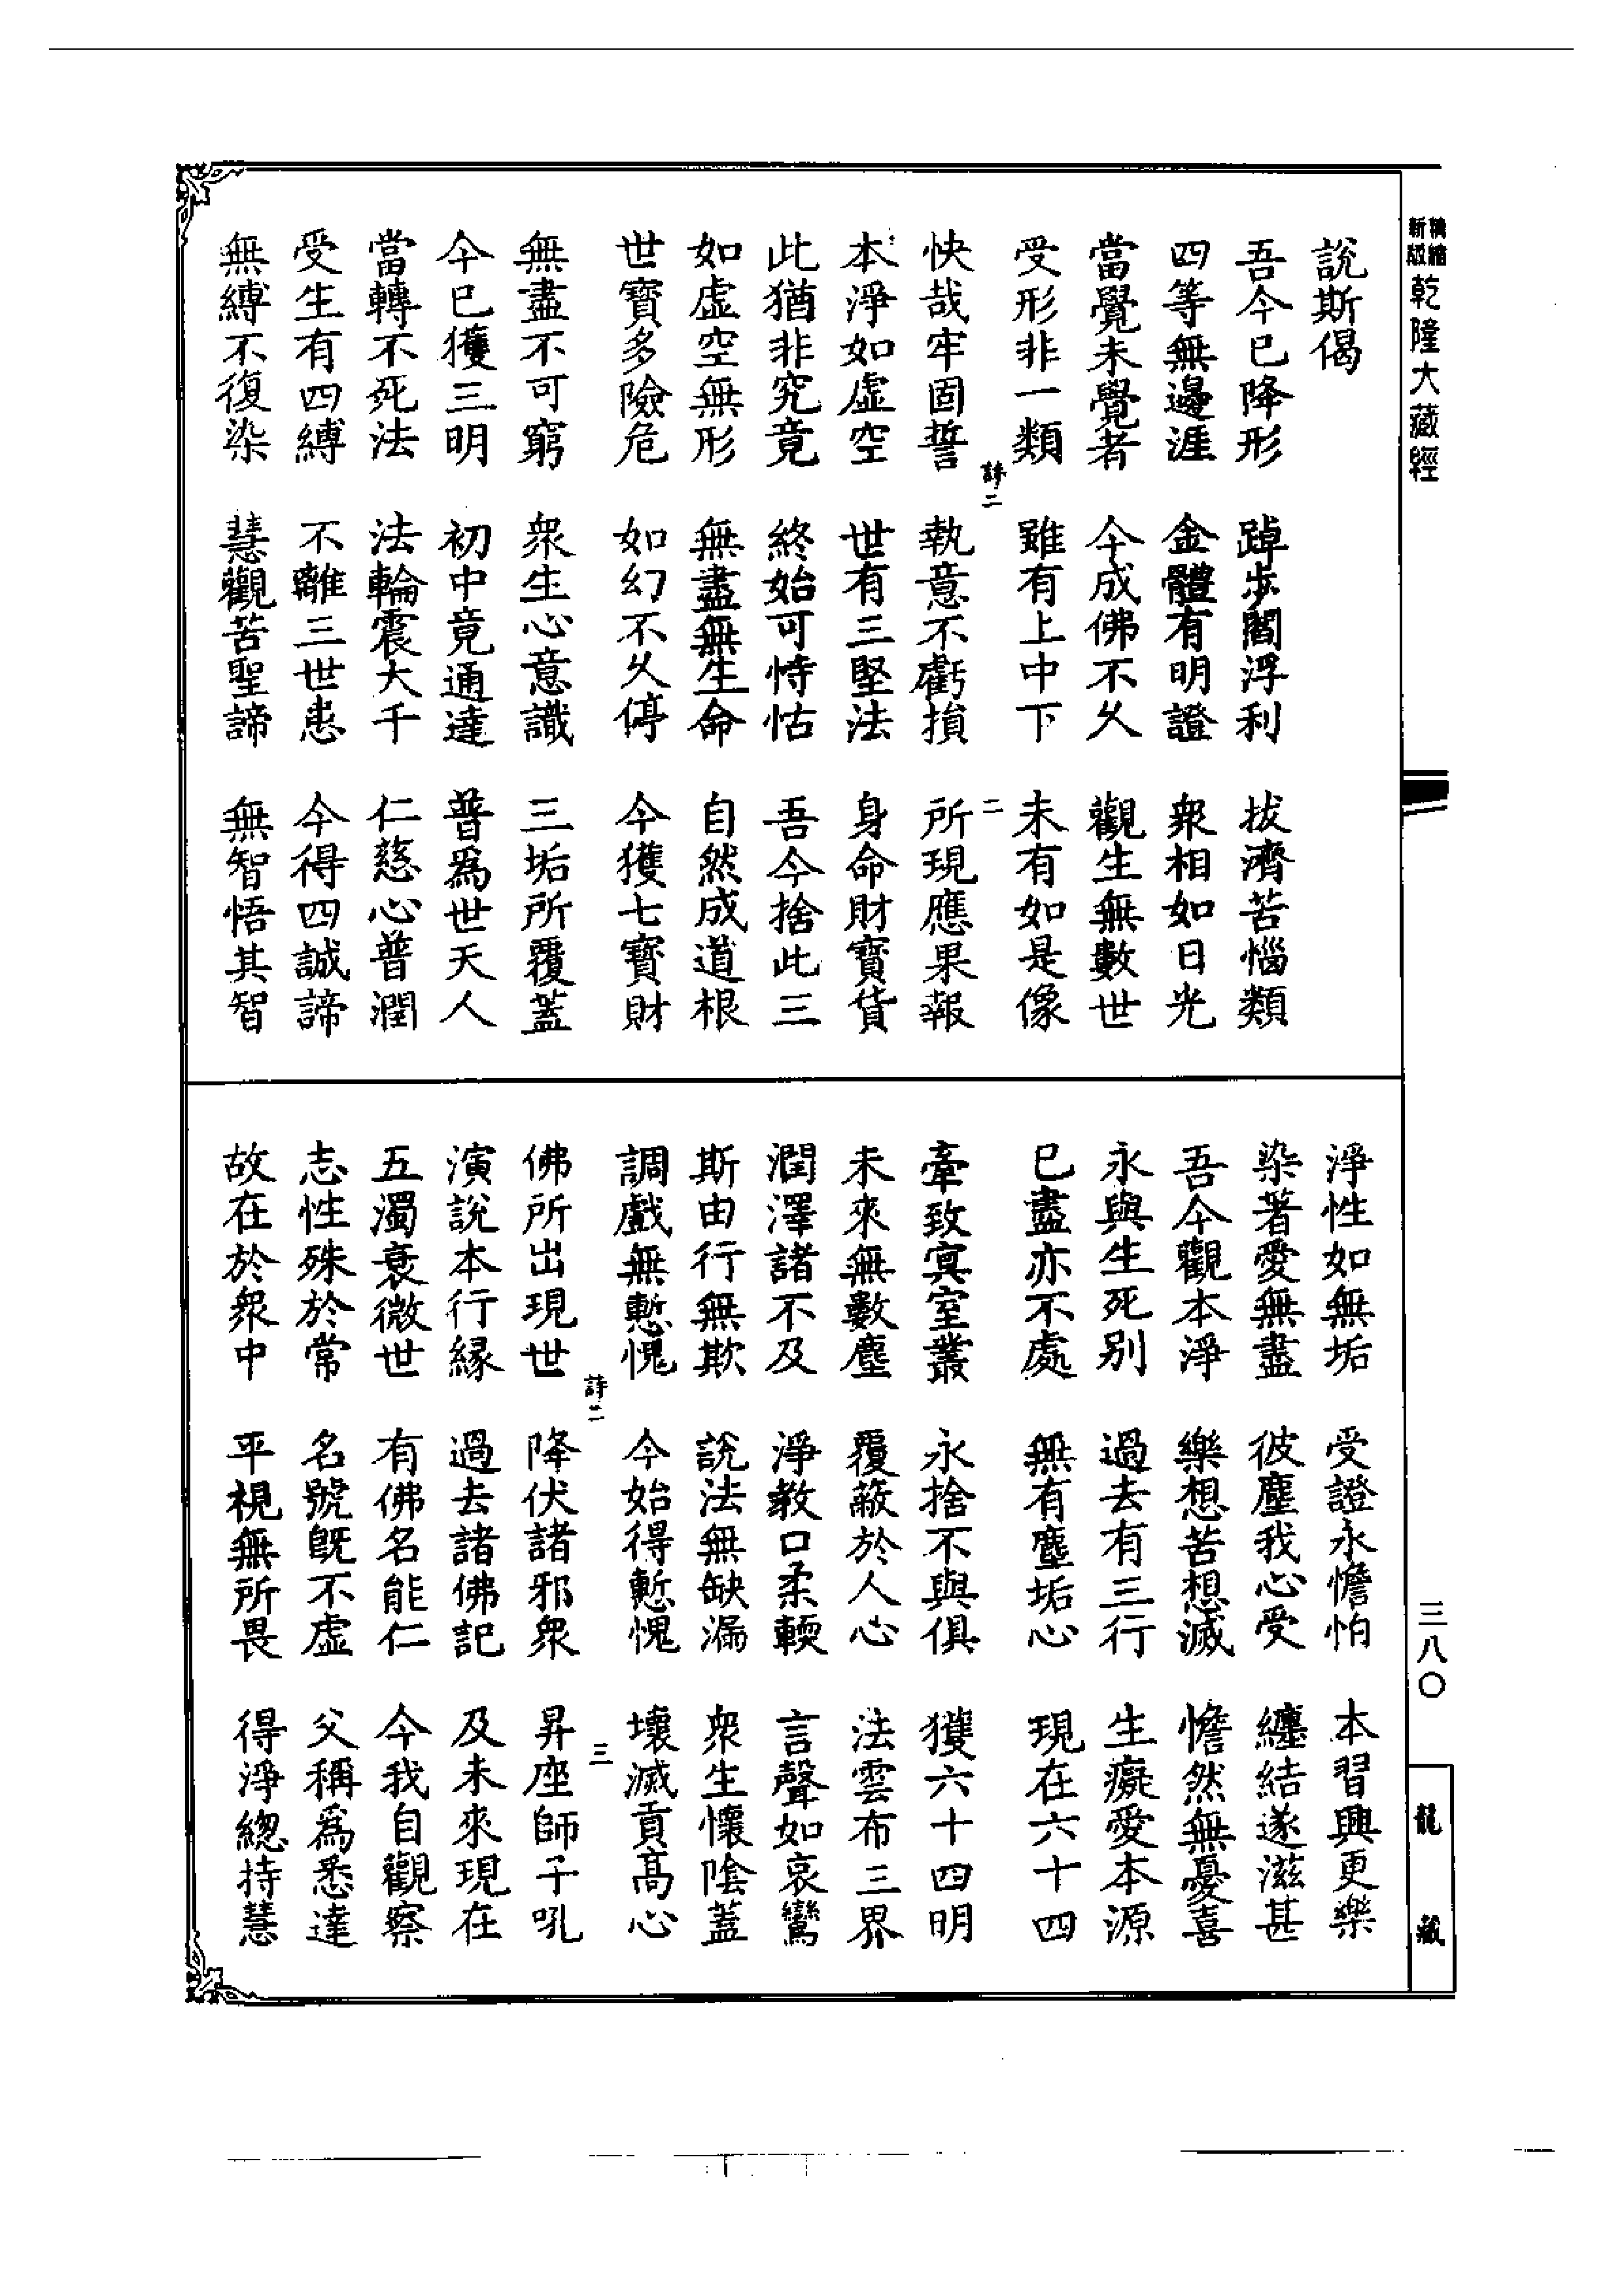 新編縮版乾隆大藏經
說斯偈
吾今已降形　踔步閻浮利　拔濟苦惱類
四等無邊涯　金體有明證　衆相如日光
當覺未覺者　今成佛不久　觀生無數世
受形非一類　雖有上中下　未有如是像
詩二　二
快哉牢固誓　執意不虧損　所現應果報
本淨如虛空　世有三堅法　身命財寶貨
此猶非究竟　終始可恃怙　吾今捨此三
如虛空無形　無盡無生命　自然成道根
世寶多險危　如幻不久停　今獲七寶財
無盡不可窮　衆生心意識　三垢所覆蓋
今已獲三明　初中竟通達　普爲世天人
當轉不死法　法輪震大千　仁慈心普潤
受生有四縛　不離三世患　今得四誠諦
無縛不復染　慧觀苦聖諦　無智悟其智
淨性如無垢　受證永憺怕　本習興更樂
染著愛無盡　彼塵我心受　纏結遂滋甚
吾今觀本淨　樂想苦想滅　憺然無憂喜
永與生死別　過去有三行　生癡愛本源
已盡亦不處　無有塵垢心　現在六十四
牽致冥室叢　永捨不與俱　獲六十四明
未來無數塵　覆蔽於人心　法雲布三界
潤澤諸不及　淨教口柔輭　言聲如哀鸞
斯由行無欺　說法無缺漏　衆生懷陰蓋
調戲無慙愧　今始得慙愧　壞滅貢高心
詩二　三
佛所出現世　降伏諸邪衆　昇座師子吼
演說本行緣　過去諸佛記　及未來現在
五濁衰微世　有佛名能仁　今我自觀察
志性殊於常　名號旣不虛　父稱爲悉達
故在於衆中　平視無所畏　得淨緫持慧
三八〇
龍藏